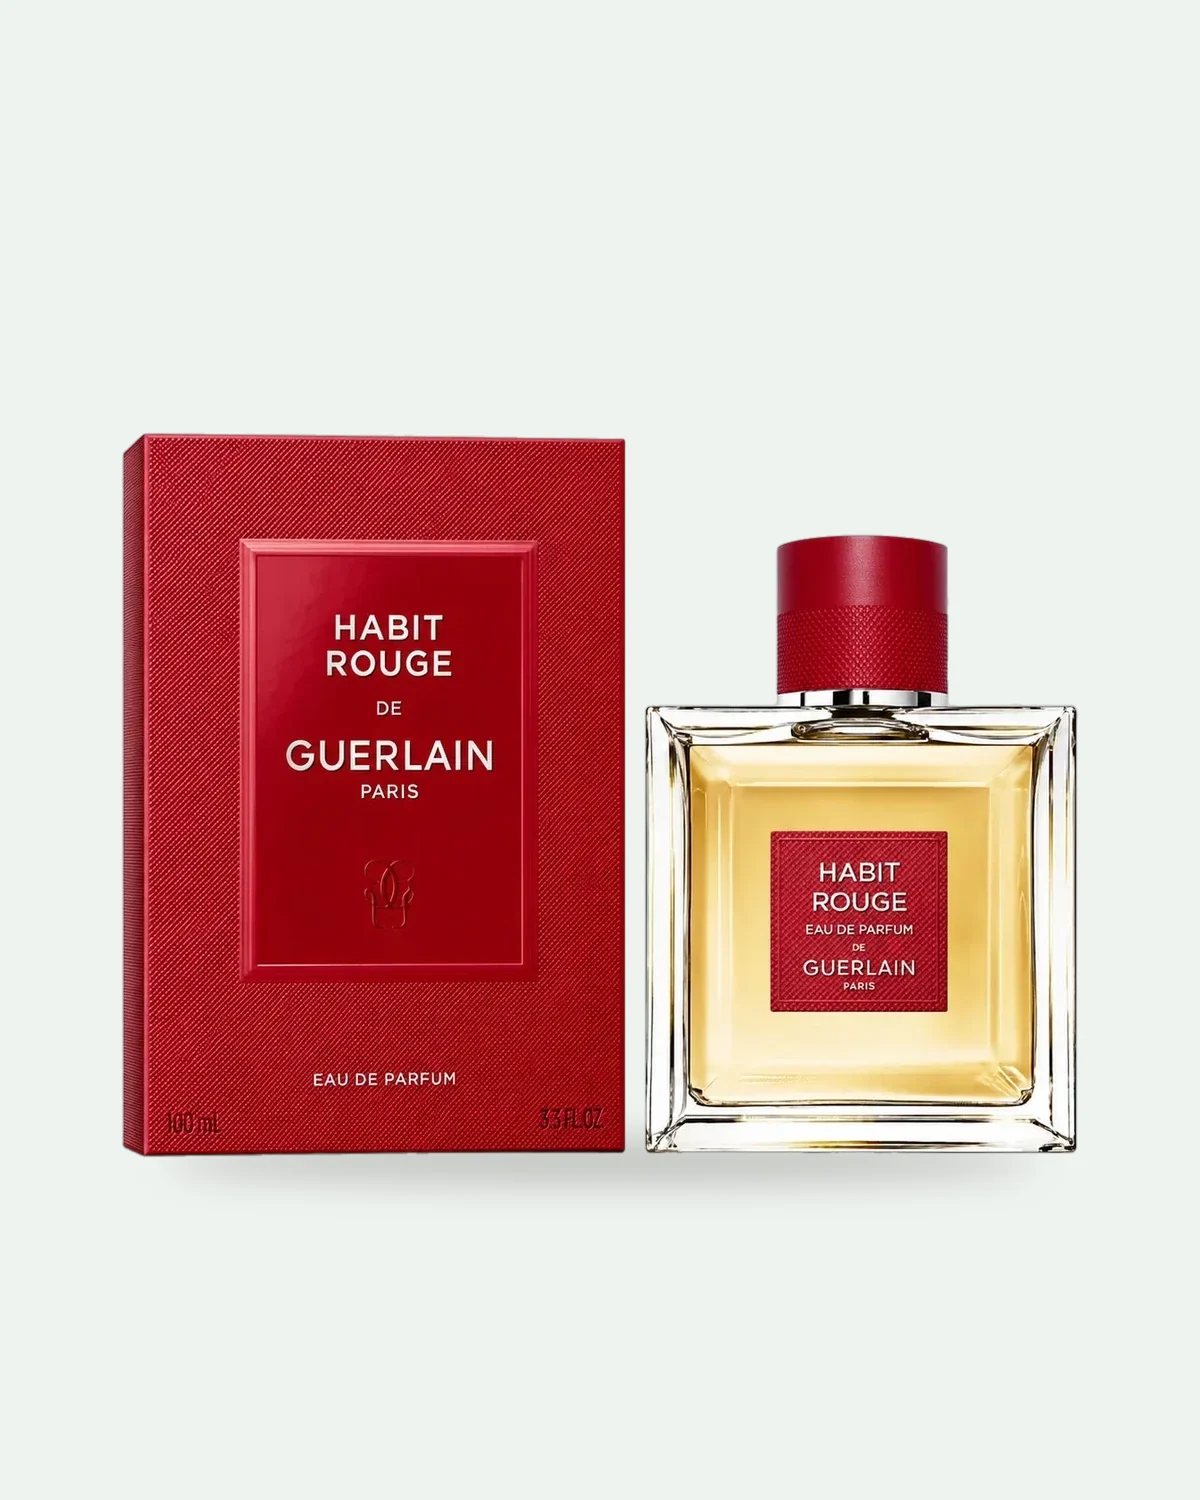 HABIT
ROUGE
DE
GUERLAIN
PARIS
EAU DE PARFUM
100 mL
3.3 FL.OZ
HABIT
ROUGE
EAU DE PARFUM
DE
GUERLAIN
PARIS